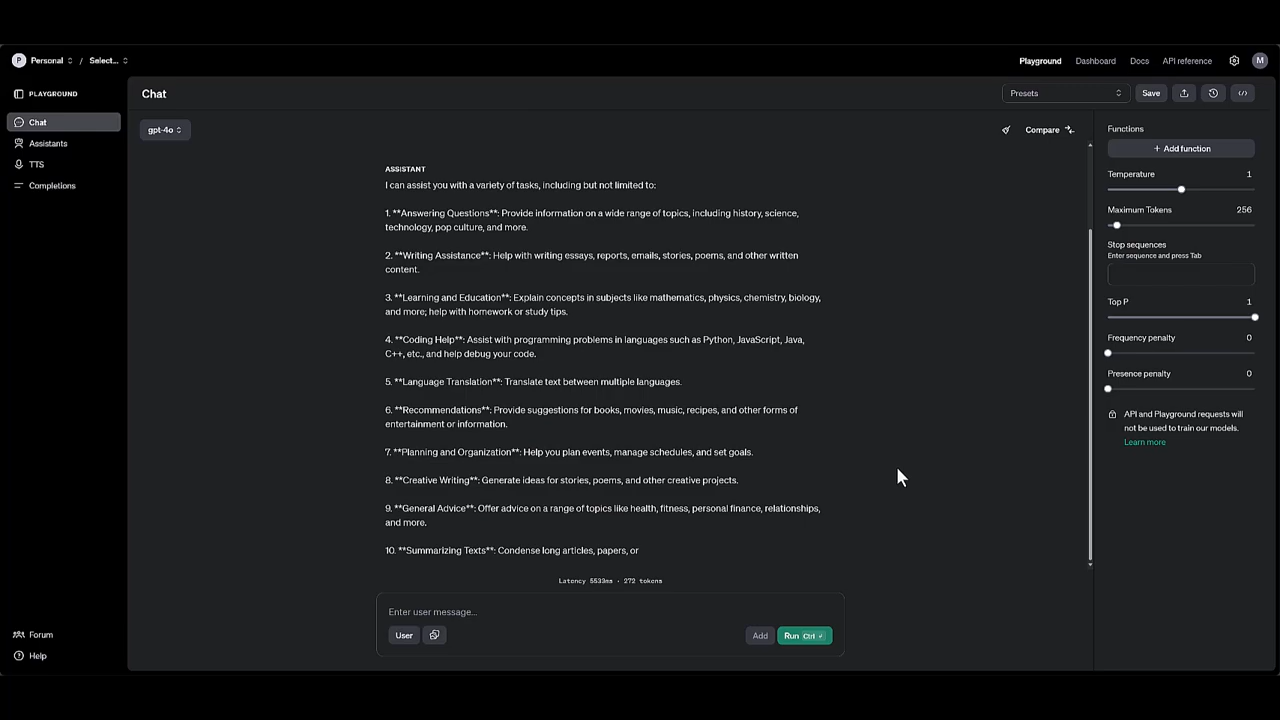 P Personal / Select...
Playground Dashboard Docs API reference M
PLAYGROUND
Chat
Assistants
TTS
Completions
Forum
Help
Chat
Presets Save
gpt-4o
Compare
ASSISTANT
I can assist you with a variety of tasks, including but not limited to:
1. **Answering Questions**: Provide information on a wide range of topics, including history, science,
technology, pop culture, and more.
2. **Writing Assistance**: Help with writing essays, reports, emails, stories, poems, and other written
content.
3. **Learning and Education**: Explain concepts in subjects like mathematics, physics, chemistry, biology,
and more; help with homework or study tips.
4. **Coding Help**: Assist with programming problems in languages such as Python, JavaScript, Java,
C++, etc., and help debug your code.
5. **Language Translation**: Translate text between multiple languages.
6. **Recommendations**: Provide suggestions for books, movies, music, recipes, and other forms of
entertainment or information.
7. **Planning and Organization**: Help you plan events, manage schedules, and set goals.
8. **Creative Writing**: Generate ideas for stories, poems, and other creative projects.
9. **General Advice**: Offer advice on a range of topics like health, fitness, personal finance, relationships,
and more.
10. **Summarizing Texts**: Condense long articles, papers, or
Latency 5533ms · 272 tokens
Enter user message...
User Add Run Ctrl
Functions
+ Add function
Temperature 1
Maximum Tokens 256
Stop sequences
Enter sequence and press Tab
Top P 1
Frequency penalty 0
Presence penalty 0
API and Playground requests will
not be used to train our models.
Learn more